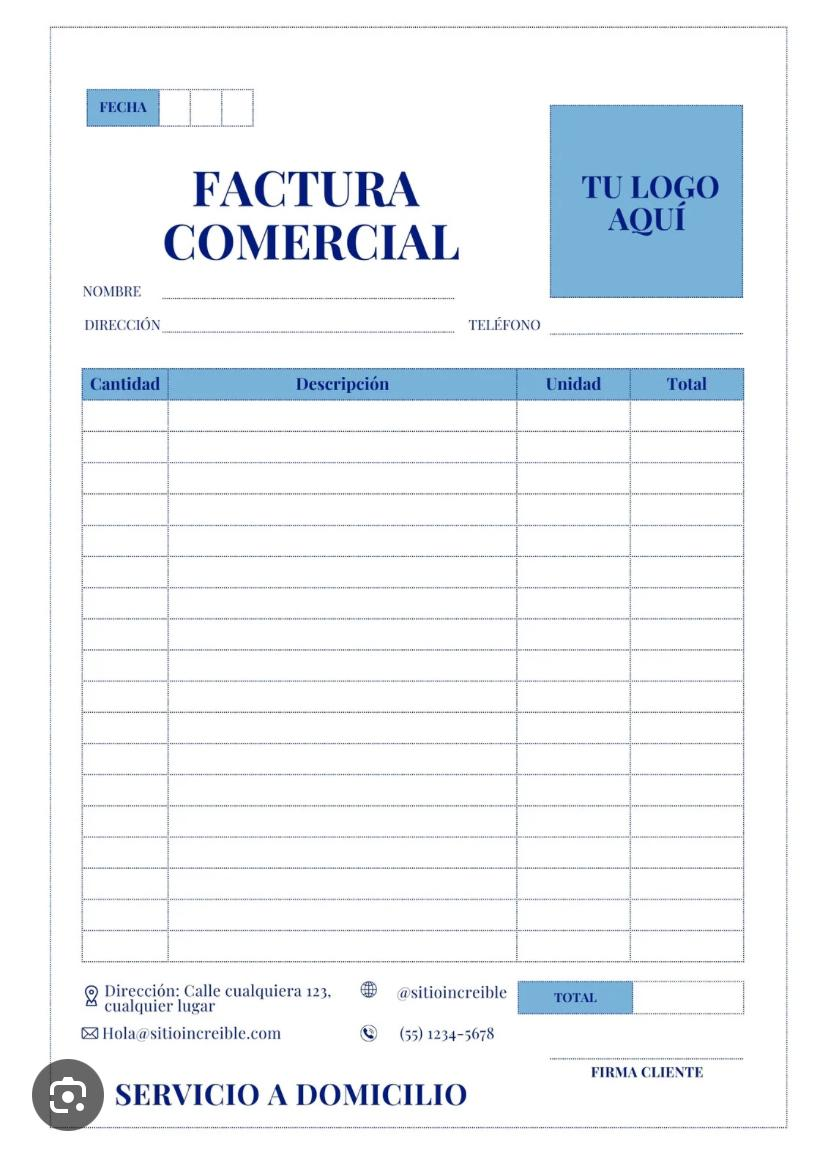 FECHA
TU LOGO
AQUÍ
FACTURA
COMERCIAL
NOMBRE
DIRECCIÓN
TELÉFONO
Cantidad Descripción Unidad Total
Dirección: Calle cualquiera 123,
cualquier lugar
@sitioincreible
TOTAL
Hola@sitioincreible.com
(55) 1234-5678
FIRMA CLIENTE
SERVICIO A DOMICILIO